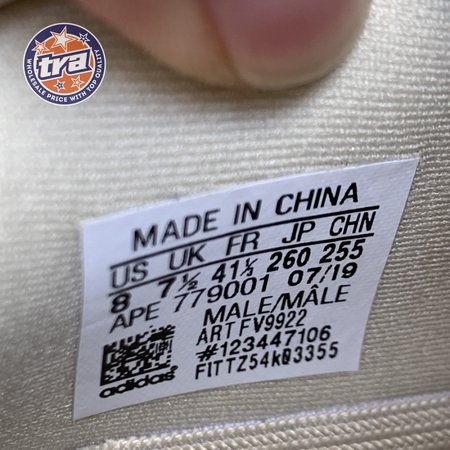 tra
WHOLESALE PRICE WITH TOP QUALITY
MADE IN CHINA
US UK FR JP CHN
8 7½ 41⅓ 260 255
APE 779001 07/19
MALE/MÂLE
ART FV9922
#123447106
FITTZ54k03355
adidas